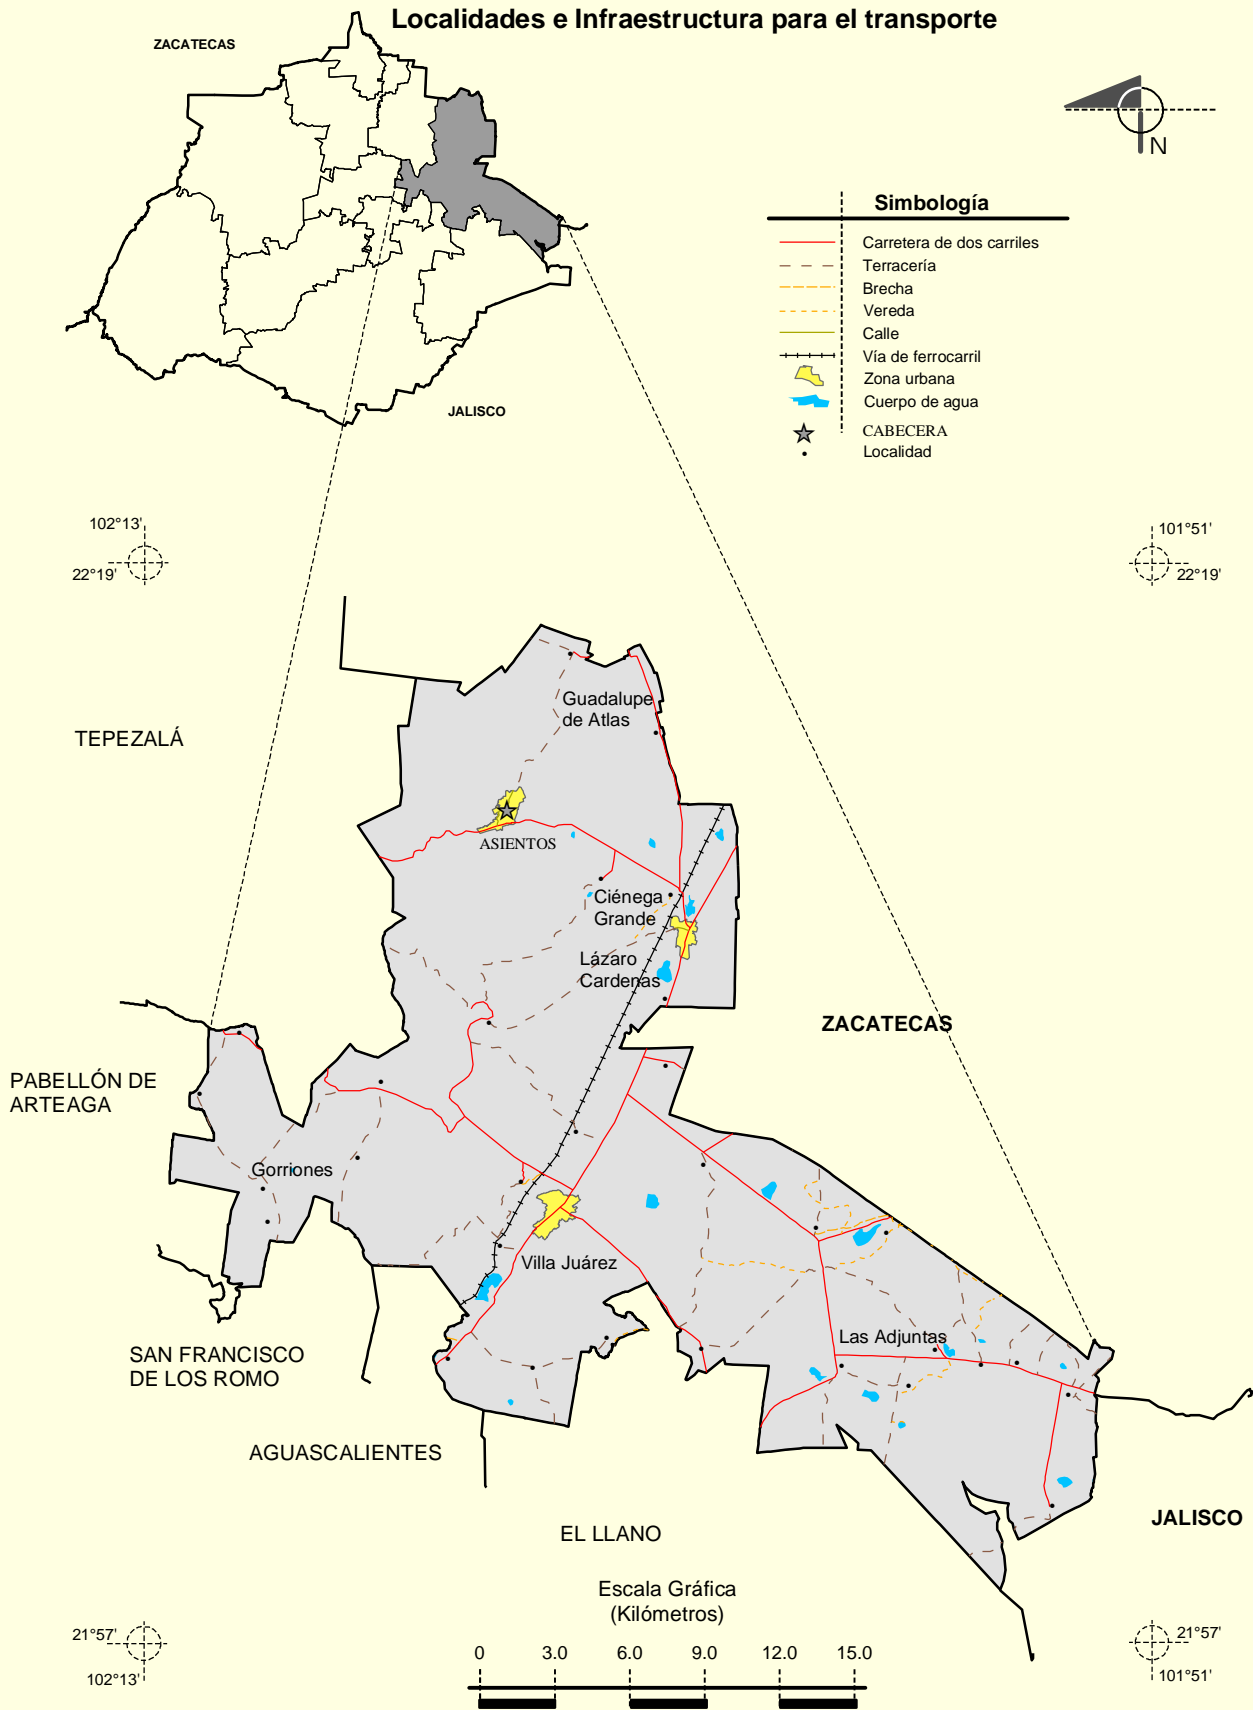 Localidades e Infraestructura para el transporte
ZACATECAS
N
Simbología
Carretera de dos carriles
Terracería
Brecha
Vereda
Calle
Vía de ferrocarril
Zona urbana
Cuerpo de agua
CABECERA
Localidad
JALISCO
102°13'
22°19'
101°51'
22°19'
Guadalupe
de Atlas
TEPEZALÁ
ASIENTOS
Ciénega
Grande
Lázaro
Cardenas
ZACATECAS
PABELLÓN DE
ARTEAGA
Gorriones
Villa Juárez
Las Adjuntas
SAN FRANCISCO
DE LOS ROMO
AGUASCALIENTES
EL LLANO
JALISCO
Escala Gráfica
(Kilómetros)
21°57'
102°13'
21°57'
101°51'
0 3.0 6.0 9.0 12.0 15.0